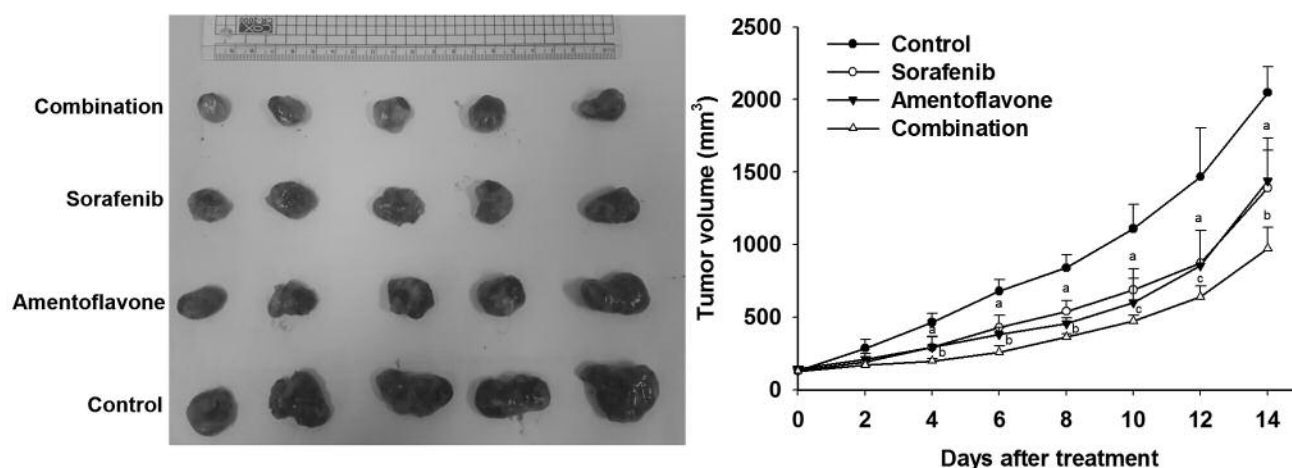 Combination
Sorafenib
Amentoflavone
Control
COX
2500
2000
1500
1000
500
0
Tumor volume (mm³)
Control
Sorafenib
Amentoflavone
Combination
a
a
a
a
a
a
b
b
b
c
c
b
0 2 4 6 8 10 12 14
Days after treatment